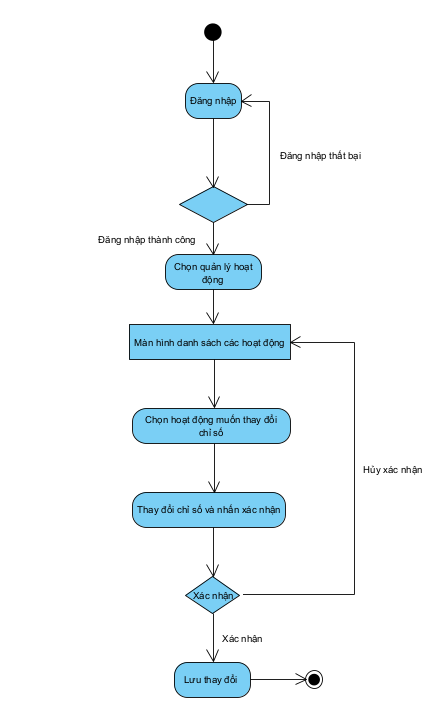 Đăng nhập
Đăng nhập thất bại
Đăng nhập thành công
Chọn quản lý hoạt
động
Màn hình danh sách các hoạt động
Chọn hoạt động muốn thay đổi
chỉ số
Hủy xác nhận
Thay đổi chỉ số và nhấn xác nhận
Xác nhận
Xác nhận
Lưu thay đổi